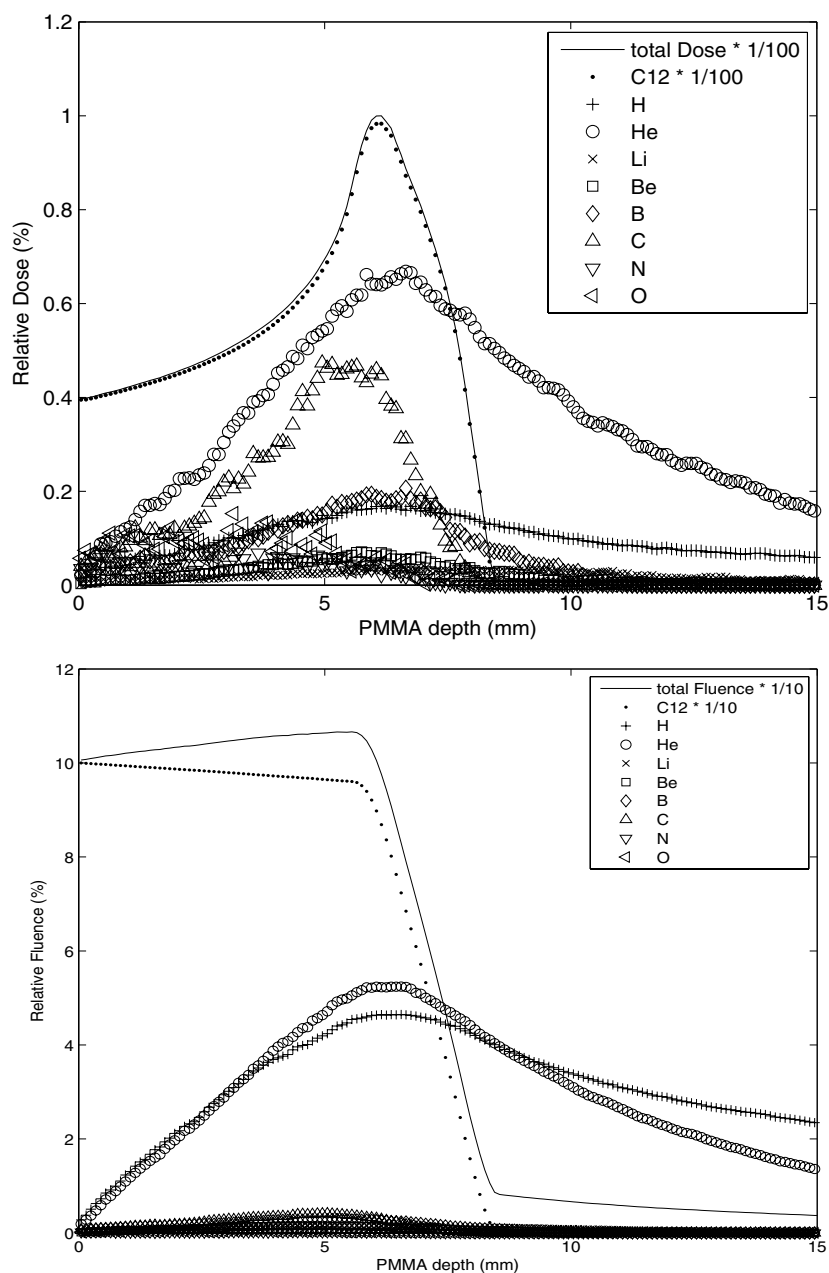 1.2
1
0.8
0.6
0.4
0.2
0
Relative Dose (%)
total Dose * 1/100
C12 * 1/100
H
He
Li
Be
B
C
N
O
0 5 10 15
PMMA depth (mm)
12
10
8
6
4
2
0
Relative Fluence (%)
total Fluence * 1/10
C12 * 1/10
H
He
Li
Be
B
C
N
O
0 5 10 15
PMMA depth (mm)